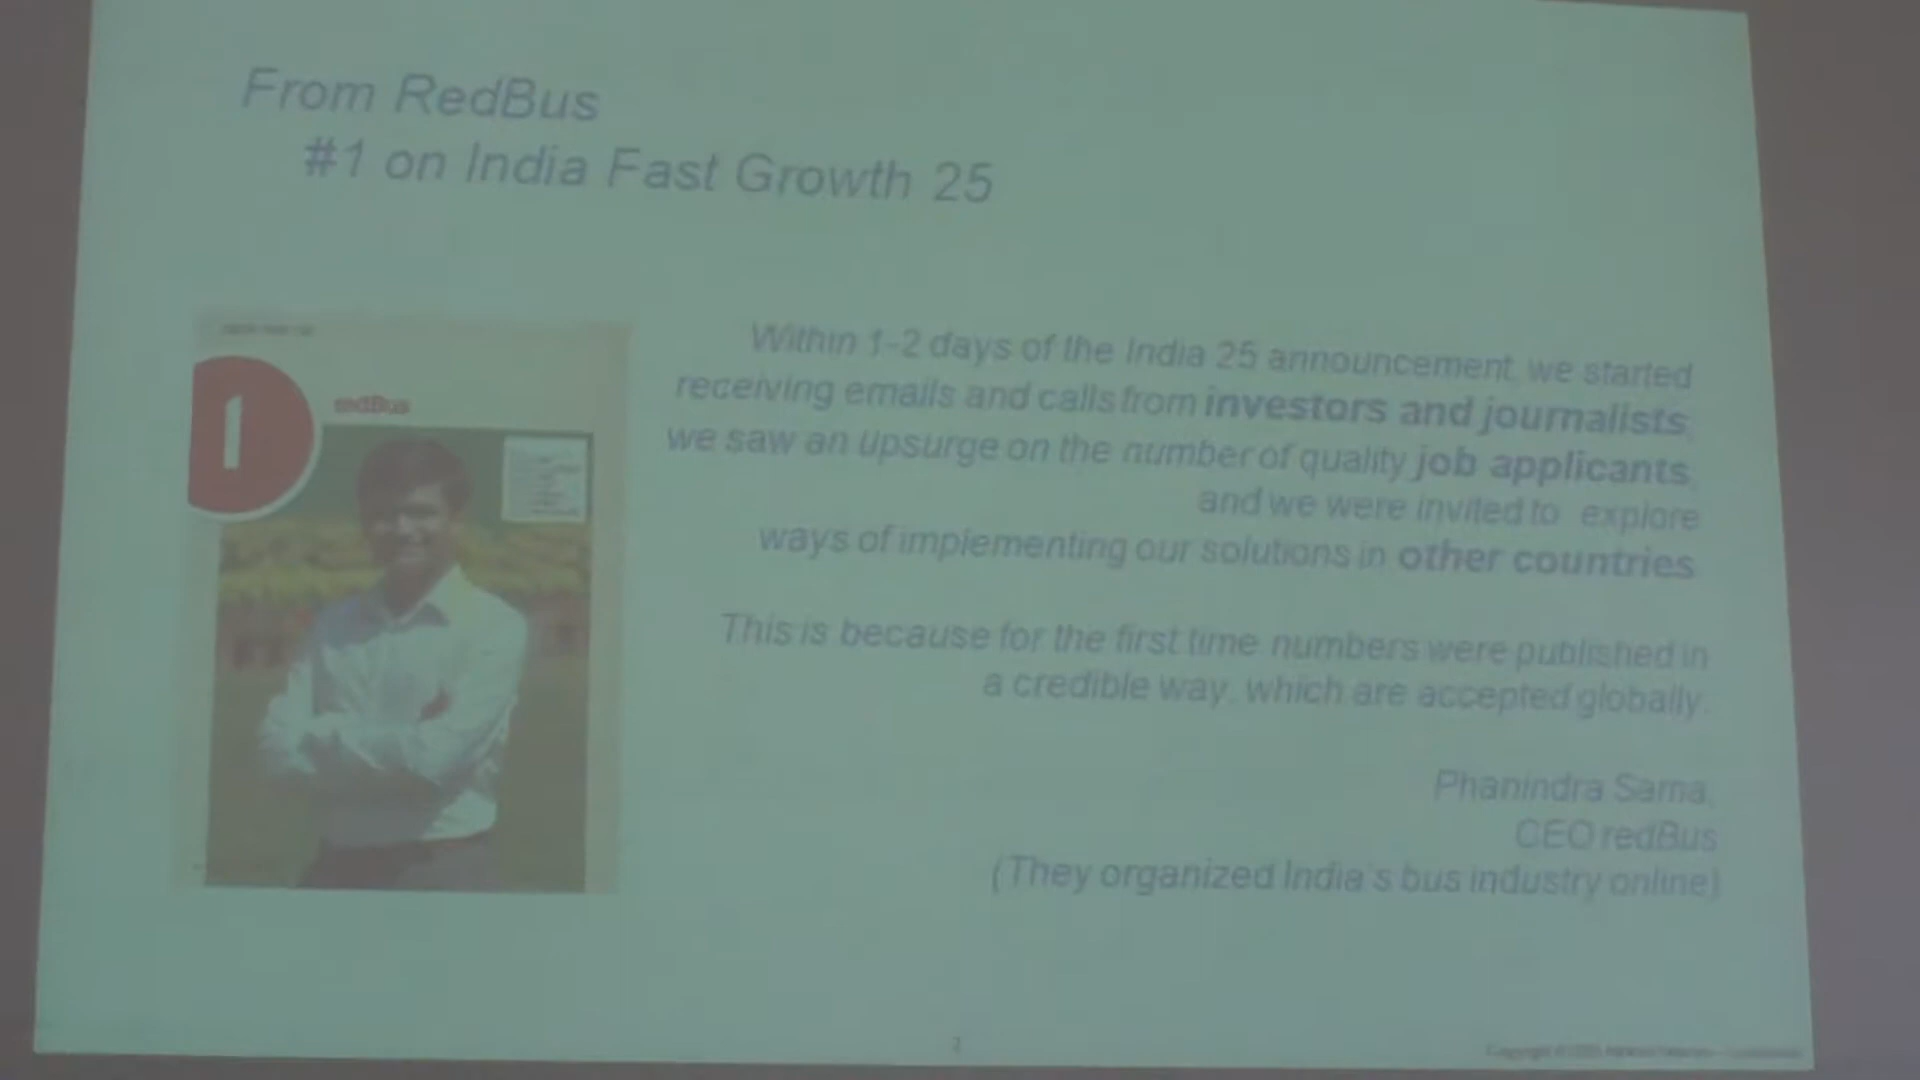 From RedBus
#1 on India Fast Growth 25
1
redBus
Within 1-2 days of the India 25 announcement, we started
receiving emails and calls from investors and journalists,
we saw an upsurge on the number of quality job applicants,
and we were invited to explore
ways of implementing our solutions in other countries.
This is because for the first time numbers were published in
a credible way, which are accepted globally.
Phanindra Sama,
CEO redBus
(They organized India's bus industry online)
2
Copyright ©